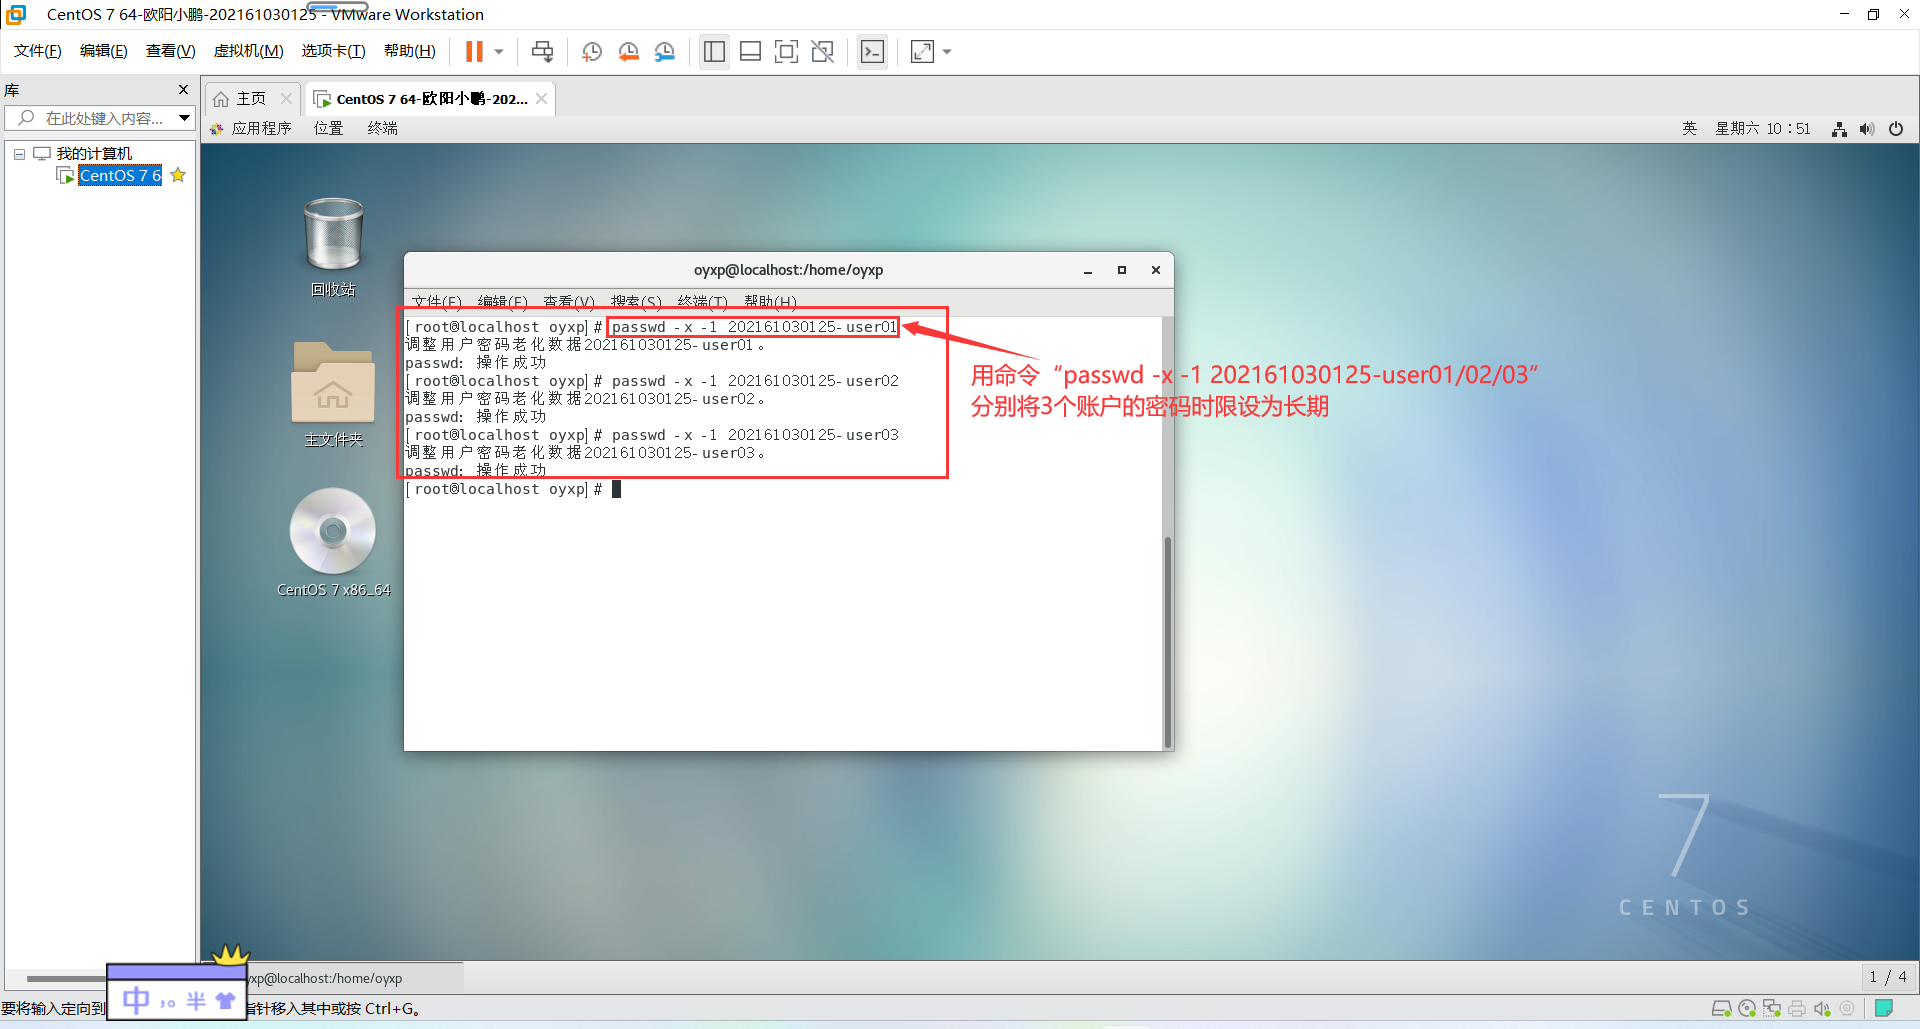 CentOS 7 64-欧阳小鹏-202161030125 - VMware Workstation
文件(F) 编辑(E) 查看(V) 虚拟机(M) 选项卡(T) 帮助(H)
库
在此处键入内容...
我的计算机
CentOS 7 6
主页
CentOS 7 64-欧阳小鹏-202...
应用程序 位置 终端
英 星期六 10：51
回收站
主文件夹
CentOS 7 x86_64
oyxp@localhost:/home/oyxp
文件(F) 编辑(E) 查看(V) 搜索(S) 终端(T) 帮助(H)
[root@localhost oyxp]# passwd -x -1 202161030125-user01
调整用户密码老化数据202161030125-user01。
passwd: 操作成功
[root@localhost oyxp]# passwd -x -1 202161030125-user02
调整用户密码老化数据202161030125-user02。
passwd: 操作成功
[root@localhost oyxp]# passwd -x -1 202161030125-user03
调整用户密码老化数据202161030125-user03。
passwd: 操作成功
[root@localhost oyxp]#
用命令“passwd -x -1 202161030125-user01/02/03”
分别将3个账户的密码时限设为长期
7
CENTOS
yxp@localhost:/home/oyxp
1 / 4
中 ，。 半
要将输入定向到
指针移入其中或按 Ctrl+G。